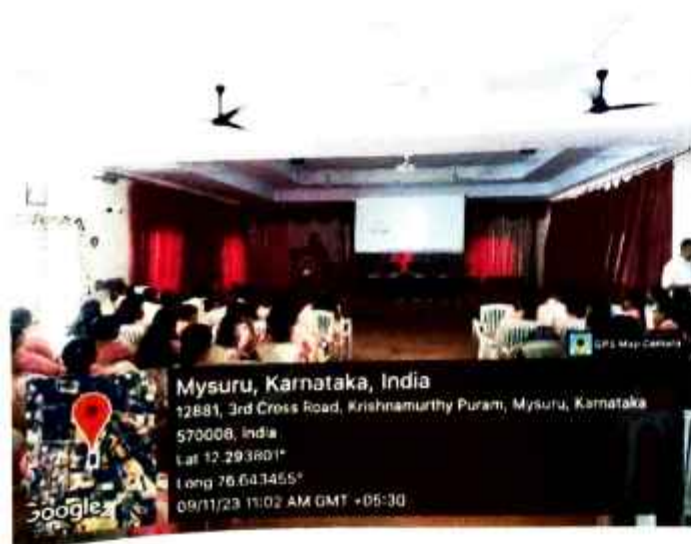 GPS Map Camera
Mysuru, Karnataka, India
12881, 3rd Cross Road, Krishnamurthy Puram, Mysuru, Karnataka
570008, India
Lat 12.293801°
Long 76.643455°
09/11/23 11:02 AM GMT +05:30
Google